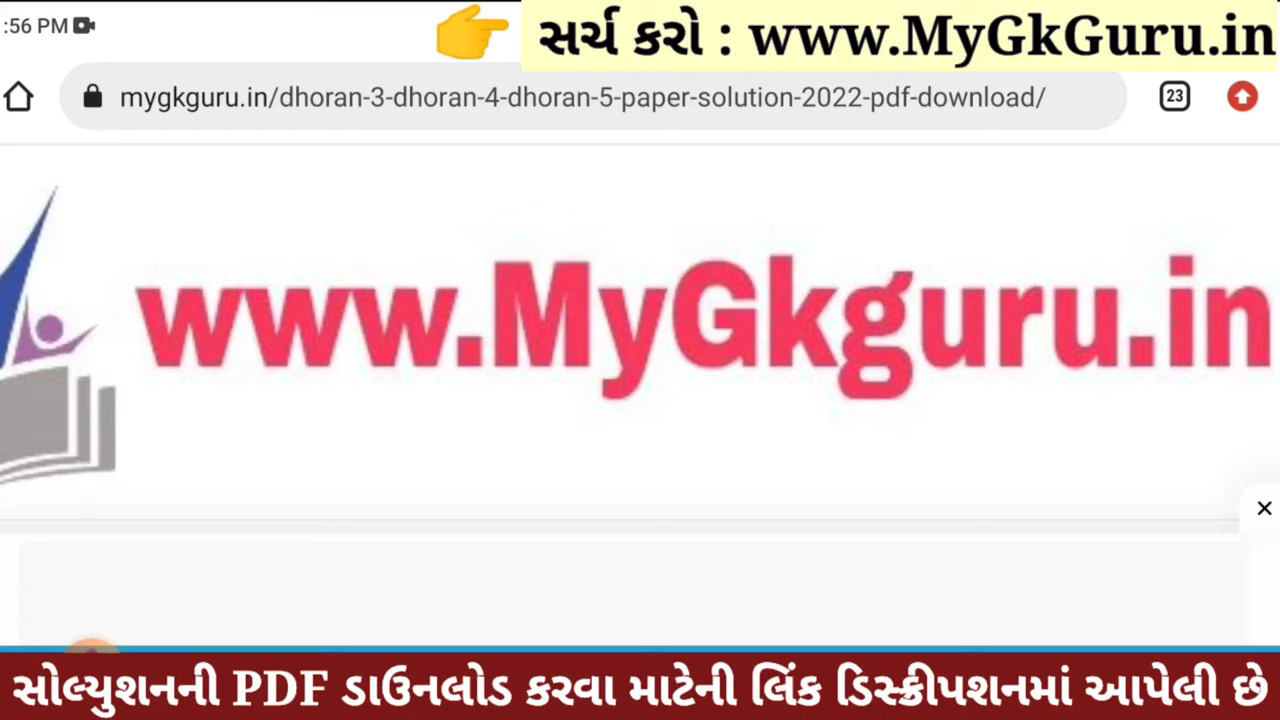 :56 PM
સર્ચ કરો : www.MyGkGuru.in
mygkguru.in/dhoran-3-dhoran-4-dhoran-5-paper-solution-2022-pdf-download/
23
www.MyGkguru.in
સોલ્યુશનની PDF ડાઉનલોડ કરવા માટેની લિંક ડિસ્ક્રીપશનમાં આપેલી છે